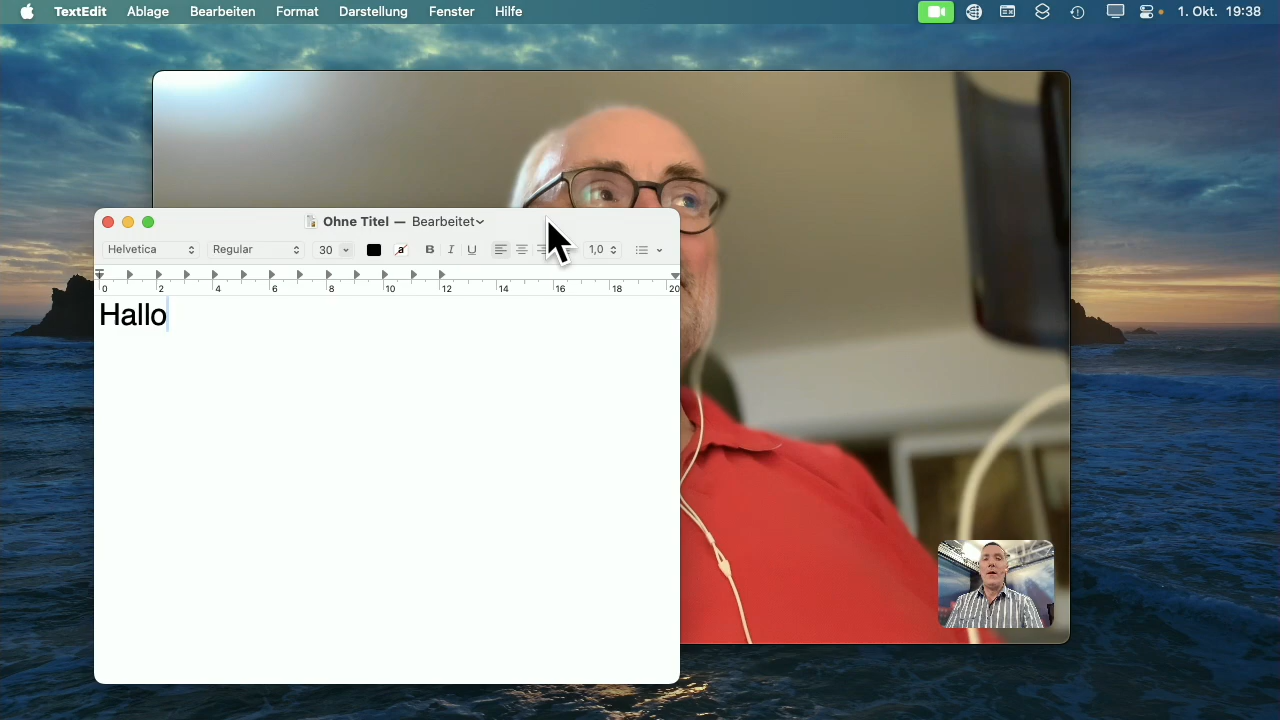 TextEdit Ablage Bearbeiten Format Darstellung Fenster Hilfe 1. Okt. 19:38
Ohne Titel — Bearbeitet
Helvetica Regular 30 a B I U 1,0
0 2 4 6 8 10 12 14 16 18 20
Hallo